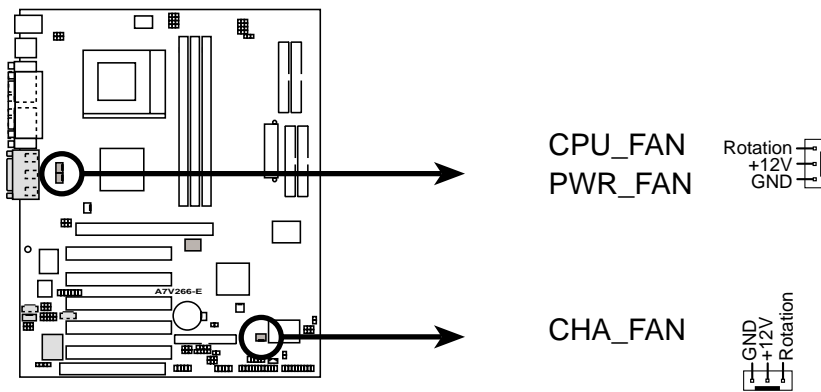 CPU_FAN
PWR_FAN
Rotation
+12V
GND
A7V266-E
CHA_FAN
GND
+12V
Rotation